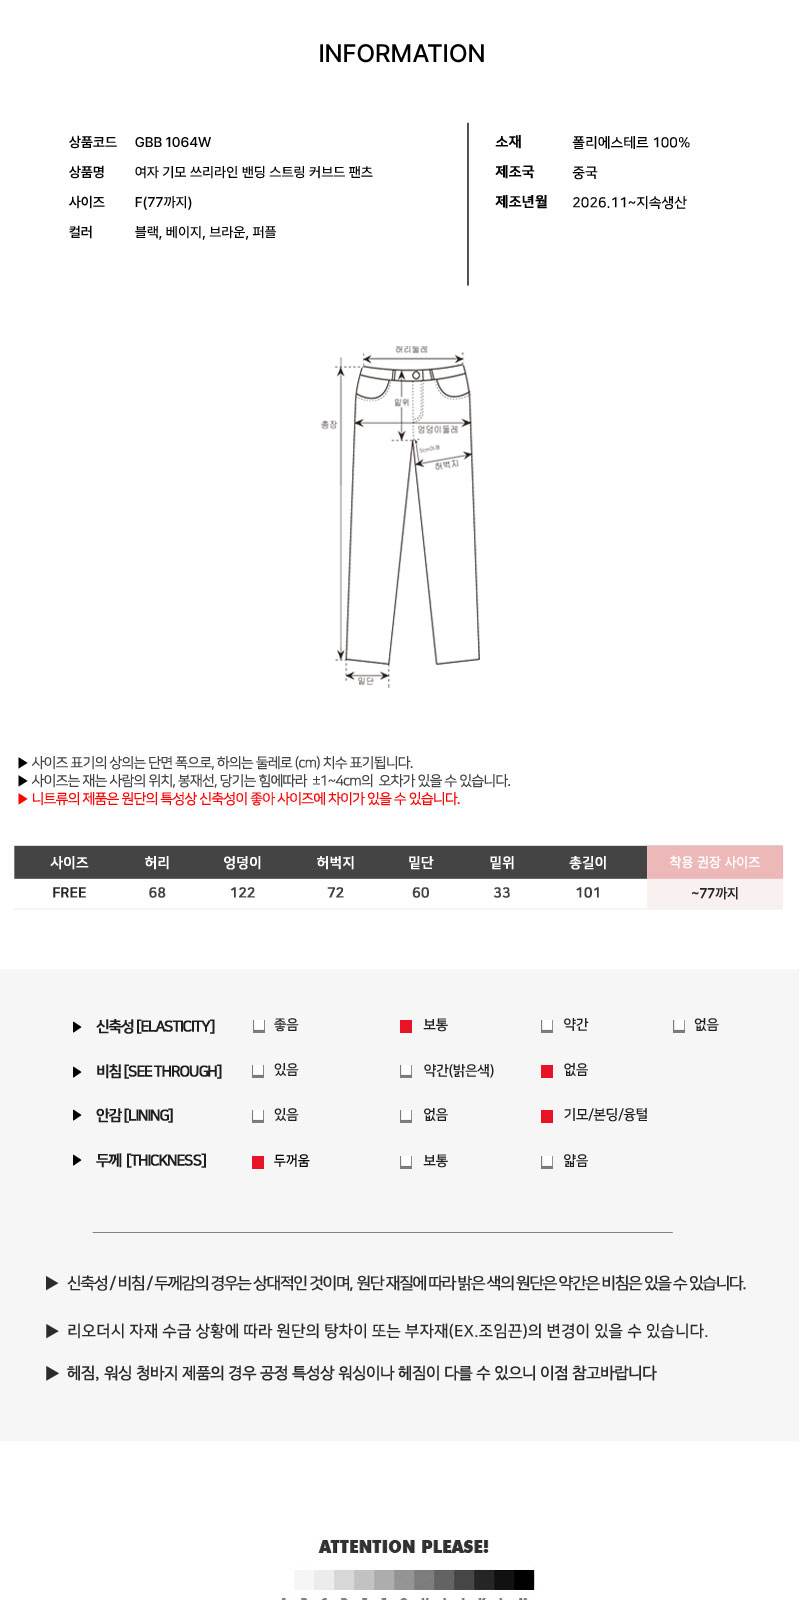 INFORMATION
상품코드 GBB 1064W
상품명 여자 기모 쓰리라인 밴딩 스트링 커브드 팬츠
사이즈 F(77까지)
컬러 블랙, 베이지, 브라운, 퍼플
소재 폴리에스테르 100%
제조국 중국
제조년월 2026.11~지속생산
허리둘레
밑위
총장
엉덩이둘레
허벅지
밑단
▶ 사이즈 표기의 상의는 단면 폭으로, 하의는 둘레로 (cm) 치수 표기됩니다.
▶ 사이즈는 재는 사람의 위치, 봉재선, 당기는 힘에따라 ±1~4cm의 오차가 있을 수 있습니다.
▶ 니트류의 제품은 원단의 특성상 신축성이 좋아 사이즈에 차이가 있을 수 있습니다.
사이즈 허리 엉덩이 허벅지 밑단 밑위 총길이 착용 권장 사이즈
FREE 68 122 72 60 33 101 ~77까지
▶ 신축성 [ELASTICITY] 좋음 보통 약간 없음
▶ 비침 [SEE THROUGH] 있음 약간(밝은색) 없음
▶ 안감 [LINING] 있음 없음 기모/본딩/융털
▶ 두께 [THICKNESS] 두꺼움 보통 얇음
▶ 신축성 / 비침 / 두께감의 경우는 상대적인 것이며, 원단 재질에 따라 밝은 색의 원단은 약간은 비침은 있을 수 있습니다.
▶ 리오더시 자재 수급 상황에 따라 원단의 탕차이 또는 부자재(EX.조임끈)의 변경이 있을 수 있습니다.
▶ 헤짐, 워싱 청바지 제품의 경우 공정 특성상 워싱이나 헤짐이 다를 수 있으니 이점 참고바랍니다
ATTENTION PLEASE!